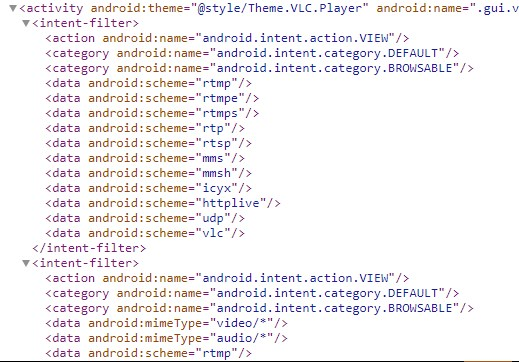 <activity android:theme="@style/Theme.VLC.Player" android:name=".gui.v
<intent-filter>
<action android:name="android.intent.action.VIEW"/>
<category android:name="android.intent.category.DEFAULT"/>
<category android:name="android.intent.category.BROWSABLE"/>
<data android:scheme="rtmp"/>
<data android:scheme="rtmpe"/>
<data android:scheme="rtmps"/>
<data android:scheme="rtp"/>
<data android:scheme="rtsp"/>
<data android:scheme="mms"/>
<data android:scheme="mmsh"/>
<data android:scheme="icyx"/>
<data android:scheme="httplive"/>
<data android:scheme="udp"/>
<data android:scheme="vlc"/>
</intent-filter>
<intent-filter>
<action android:name="android.intent.action.VIEW"/>
<category android:name="android.intent.category.DEFAULT"/>
<category android:name="android.intent.category.BROWSABLE"/>
<data android:mimeType="video/*"/>
<data android:mimeType="audio/*"/>
<data android:scheme="rtmp"/>